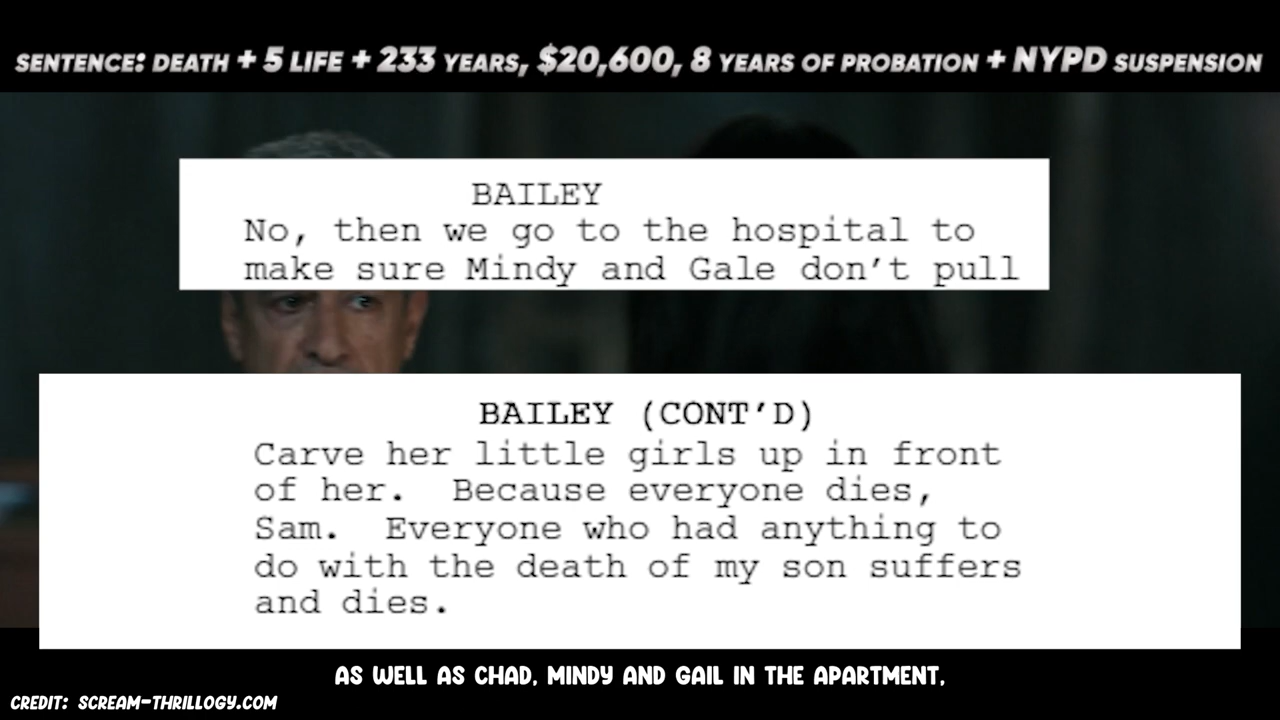 SENTENCE: DEATH + 5 LIFE + 233 YEARS, $20,600, 8 YEARS OF PROBATION + NYPD SUSPENSION
BAILEY
No, then we go to the hospital to
make sure Mindy and Gale don't pull
BAILEY (CONT'D)
Carve her little girls up in front
of her.  Because everyone dies,
Sam.  Everyone who had anything to
do with the death of my son suffers
and dies.
AS WELL AS CHAD, MINDY AND GAIL IN THE APARTMENT,
CREDIT: SCREAM-THRILLOGY.COM